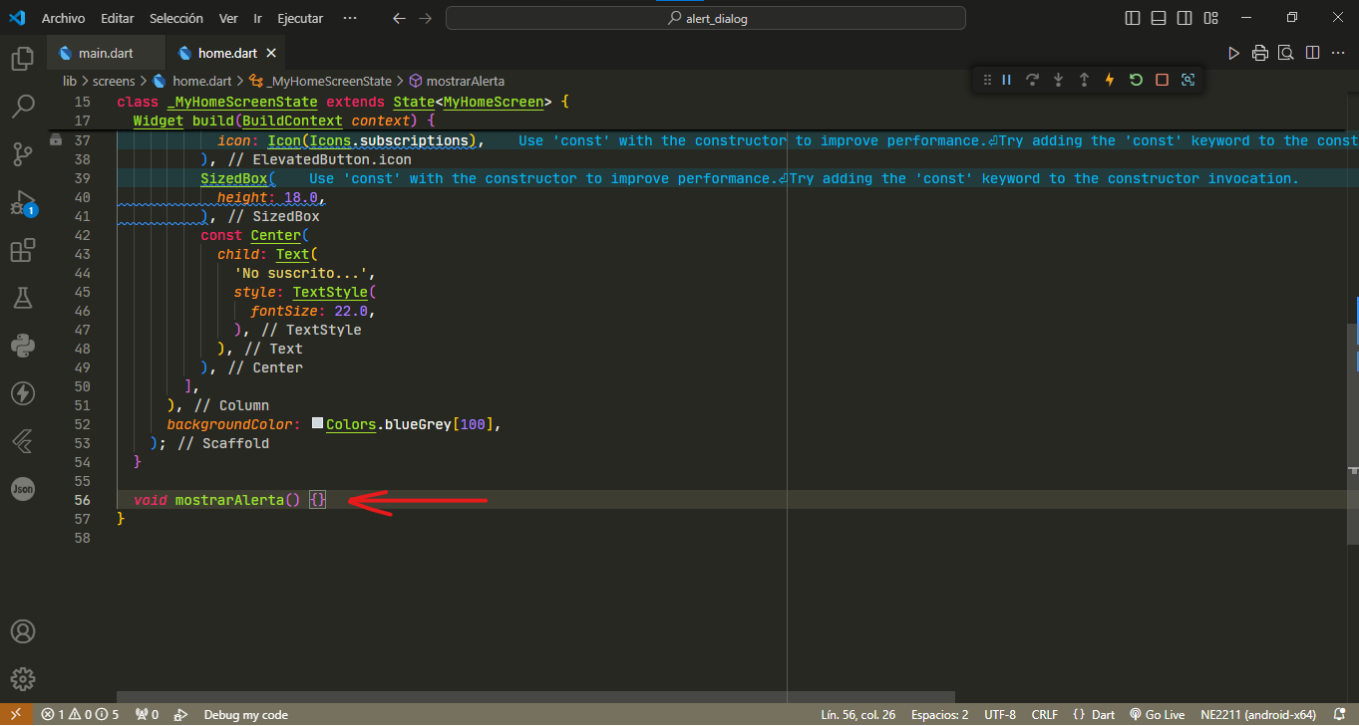 Archivo Editar Selección Ver Ir Ejecutar ··· alert_dialog
main.dart home.dart
lib > screens > home.dart > _MyHomeScreenState > mostrarAlerta
15 class _MyHomeScreenState extends State<MyHomeScreen> {
17 Widget build(BuildContext context) {
37 icon: Icon(Icons.subscriptions), Use 'const' with the constructor to improve performance.⏎Try adding the 'const' keyword to the const
38 ), // ElevatedButton.icon
39 SizedBox( Use 'const' with the constructor to improve performance.⏎Try adding the 'const' keyword to the constructor invocation.
40 height: 18.0,
41 ), // SizedBox
42 const Center(
43 child: Text(
44 'No suscrito...',
45 style: TextStyle(
46 fontSize: 22.0,
47 ), // TextStyle
48 ), // Text
49 ), // Center
50 ],
51 ), // Column
52 backgroundColor: Colors.blueGrey[100],
53 ); // Scaffold
54 }
55
56 void mostrarAlerta() {}
57 }
58
1
Json
1 0 5 0 Debug my code Lín. 56, col. 26 Espacios: 2 UTF-8 CRLF {} Dart Go Live NE2211 (android-x64)